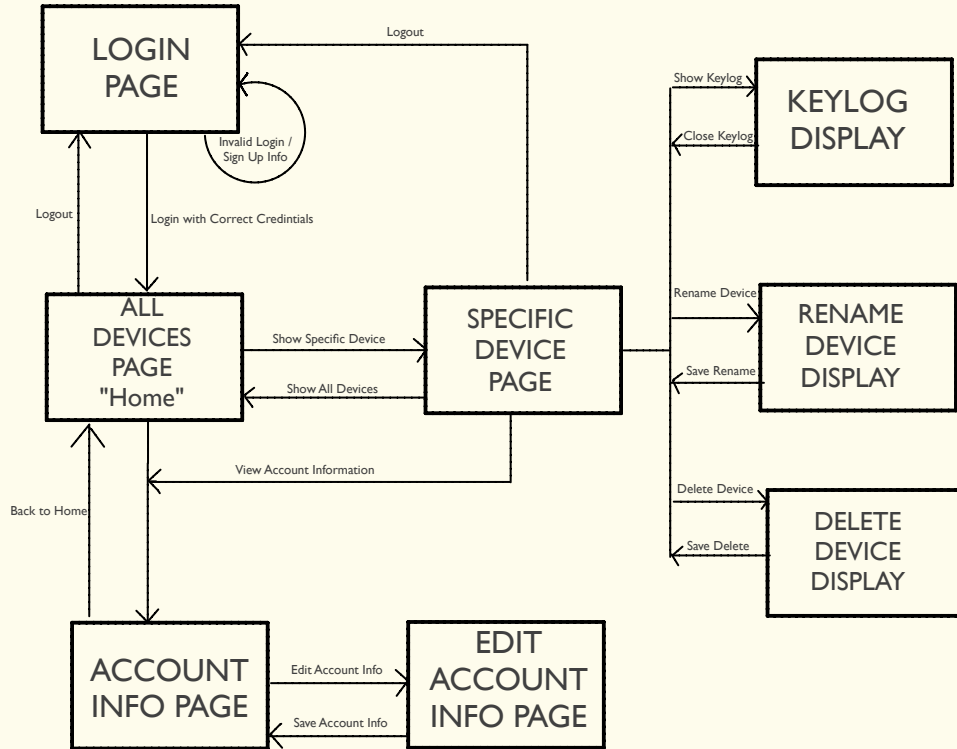 LOGIN
PAGE
Logout
Invalid Login /
Sign Up Info
Logout
Login with Correct Credintials
Show Keylog
Close Keylog
KEYLOG
DISPLAY
ALL
DEVICES
PAGE
"Home"
Show Specific Device
Show All Devices
SPECIFIC
DEVICE
PAGE
Rename Device
Save Rename
RENAME
DEVICE
DISPLAY
View Account Information
Back to Home
Delete Device
Save Delete
DELETE
DEVICE
DISPLAY
ACCOUNT
INFO PAGE
Edit Account Info
Save Account Info
EDIT
ACCOUNT
INFO PAGE